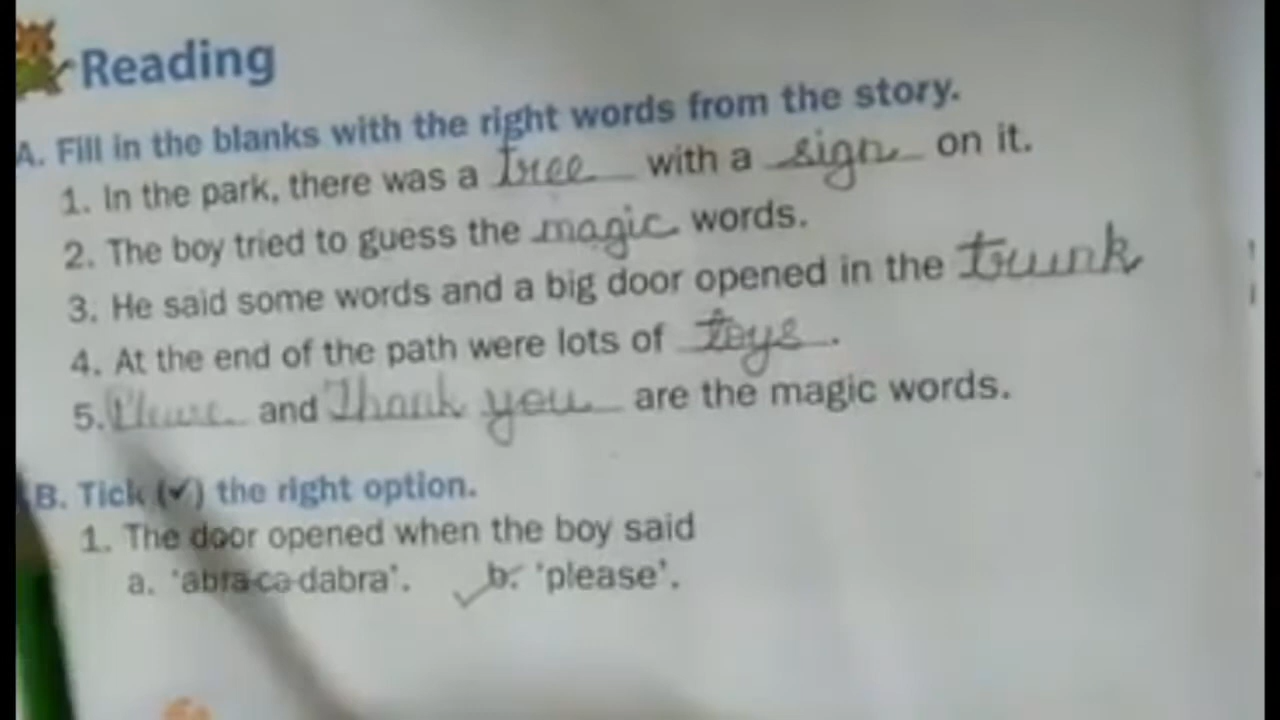 Reading
A. Fill in the blanks with the right words from the story.
1. In the park, there was a tree with a sign on it.
2. The boy tried to guess the magic words.
3. He said some words and a big door opened in the trunk
4. At the end of the path were lots of toys.
5. Please and Thank you are the magic words.
B. Tick (✓) the right option.
1. The door opened when the boy said
a. 'abra-ca-dabra'. ✓ b. 'please'.